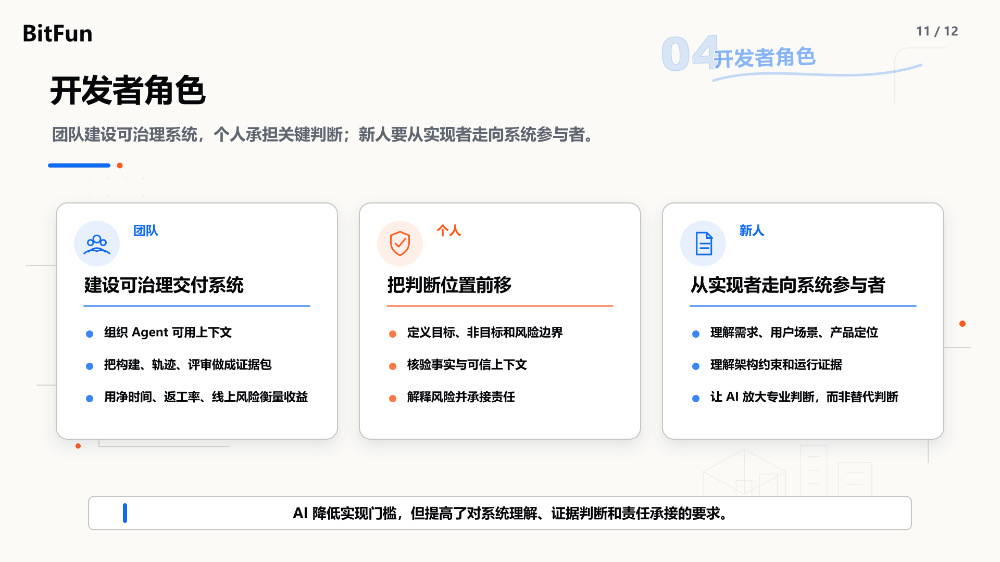 BitFun
11 / 12
04 开发者角色
开发者角色
团队建设可治理系统，个人承担关键判断；新人要从实现者走向系统参与者。
团队
建设可治理交付系统
组织 Agent 可用上下文
把构建、轨迹、评审做成证据包
用净时间、返工率、线上风险衡量收益
个人
把判断位置前移
定义目标、非目标和风险边界
核验事实与可信上下文
解释风险并承接责任
新人
从实现者走向系统参与者
理解需求、用户场景、产品定位
理解架构约束和运行证据
让 AI 放大专业判断，而非替代判断
AI 降低实现门槛，但提高了对系统理解、证据判断和责任承接的要求。